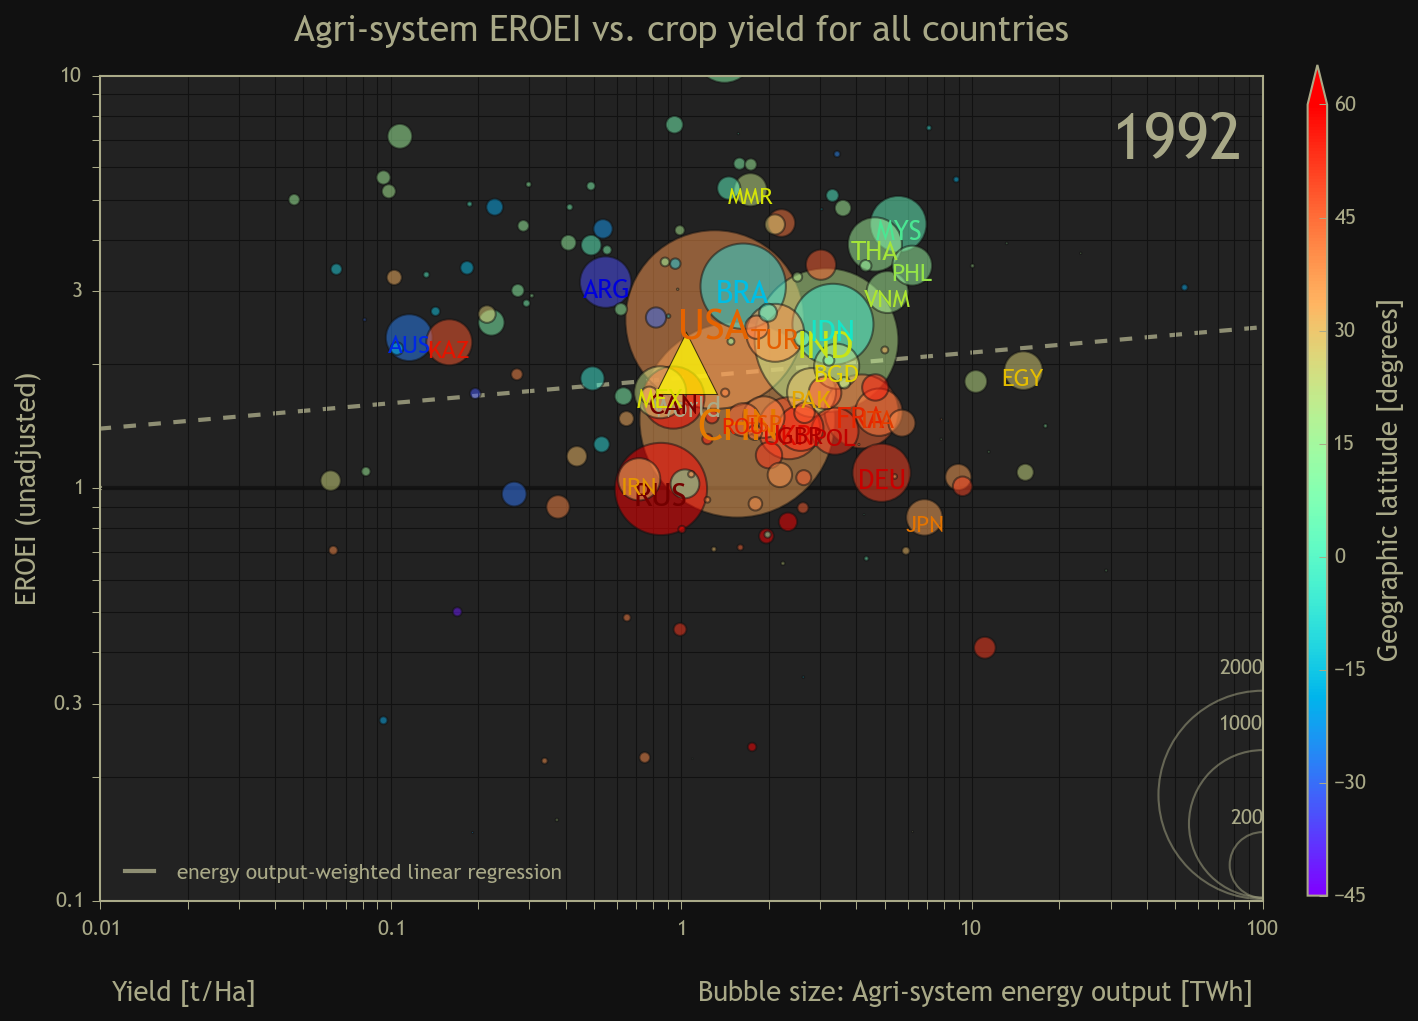 Agri-system EROEI vs. crop yield for all countries
1992
10
3
1
0.3
0.1
EROEI (unadjusted)
MMR
MYS
THA
PHL
VNM
ARG
BRA
USA
IDN
TUR
IND
AUS
KAZ
BGD
EGY
MEX
PAK
CAN
CHN
FRA
POL
DEU
IRN
RUS
JPN
2000
1000
200
energy output-weighted linear regression
0.01
0.1
1
10
100
Yield [t/Ha]
Bubble size: Agri-system energy output [TWh]
60
45
30
15
0
−15
−30
−45
Geographic latitude [degrees]